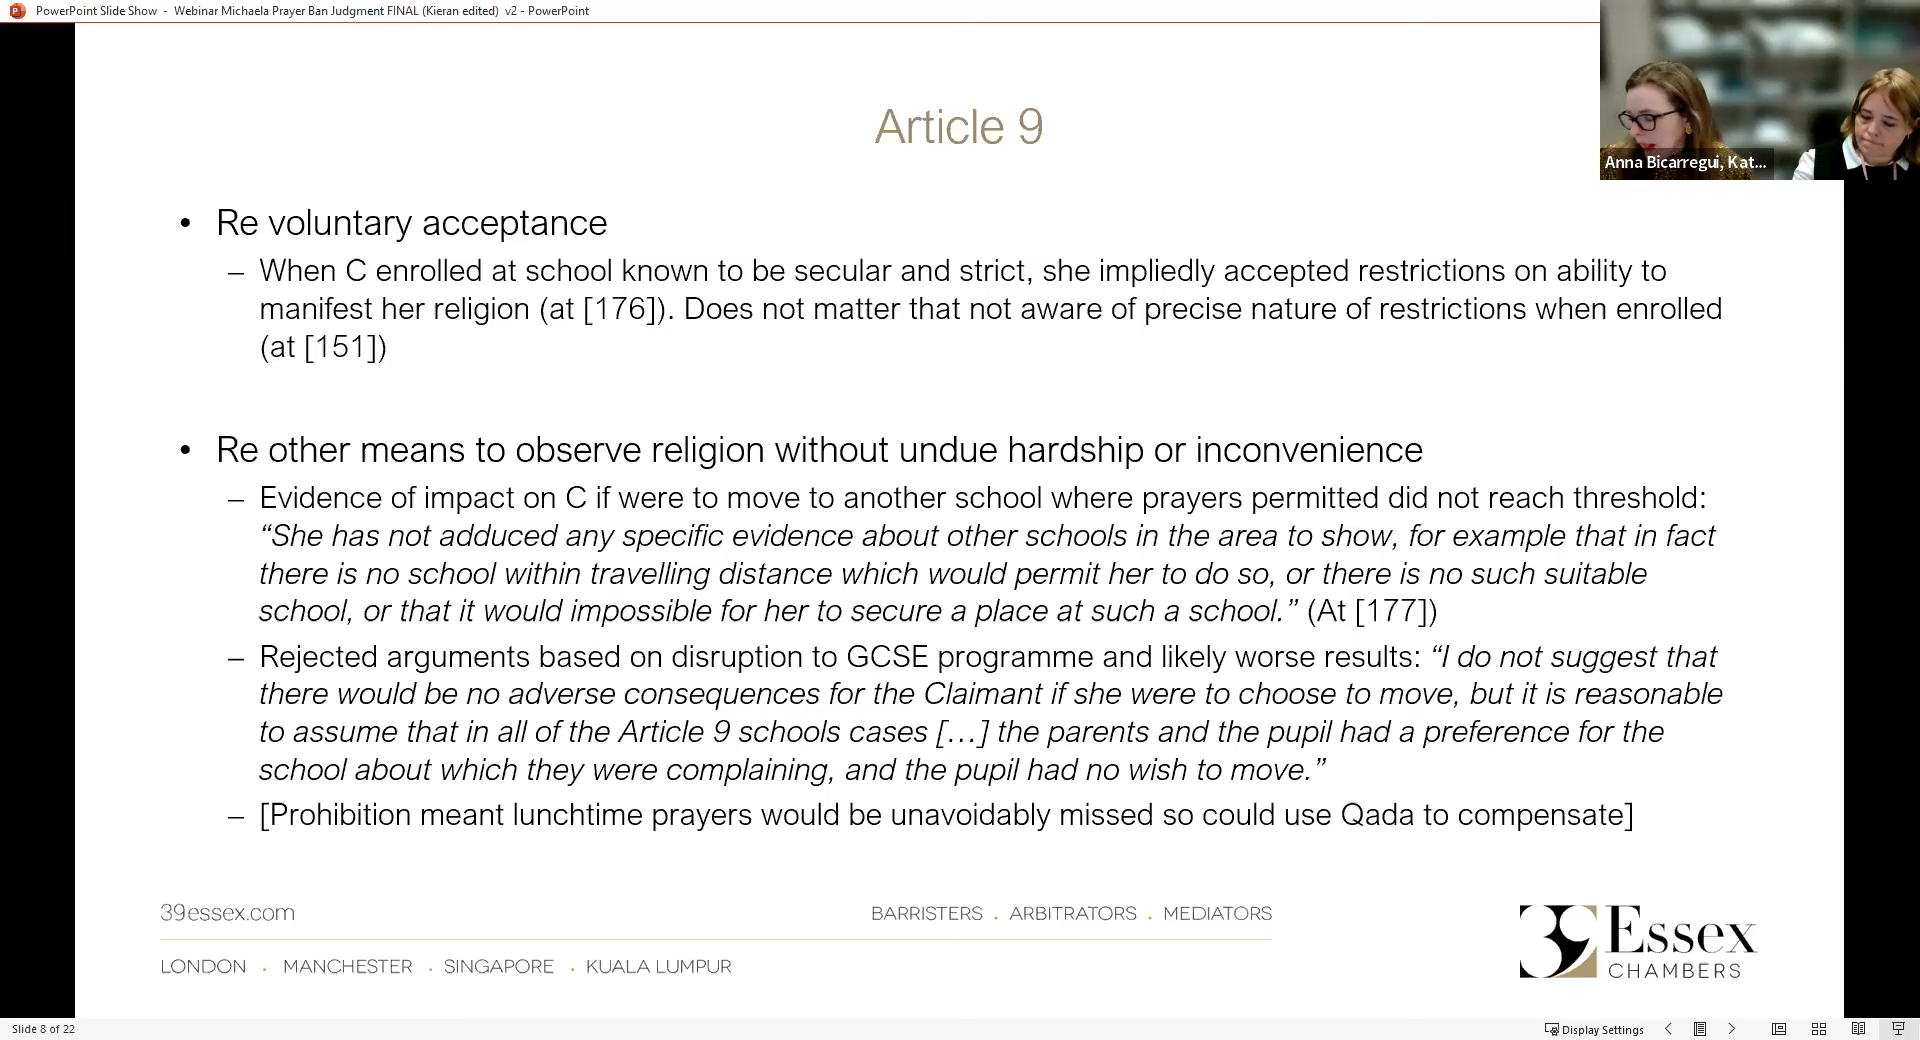 PowerPoint Slide Show - Webinar Michaela Prayer Ban Judgment FINAL (Kieran edited) v2 - PowerPoint
Anna Bicarregui, Kat...
Article 9
• Re voluntary acceptance
– When C enrolled at school known to be secular and strict, she impliedly accepted restrictions on ability to
manifest her religion (at [176]). Does not matter that not aware of precise nature of restrictions when enrolled
(at [151])
• Re other means to observe religion without undue hardship or inconvenience
– Evidence of impact on C if were to move to another school where prayers permitted did not reach threshold:
“She has not adduced any specific evidence about other schools in the area to show, for example that in fact
there is no school within travelling distance which would permit her to do so, or there is no such suitable
school, or that it would impossible for her to secure a place at such a school.” (At [177])
– Rejected arguments based on disruption to GCSE programme and likely worse results: “I do not suggest that
there would be no adverse consequences for the Claimant if she were to choose to move, but it is reasonable
to assume that in all of the Article 9 schools cases […] the parents and the pupil had a preference for the
school about which they were complaining, and the pupil had no wish to move.”
– [Prohibition meant lunchtime prayers would be unavoidably missed so could use Qada to compensate]
39essex.com
BARRISTERS . ARBITRATORS . MEDIATORS
LONDON . MANCHESTER . SINGAPORE . KUALA LUMPUR
39 Essex
CHAMBERS
Slide 8 of 22
Display Settings